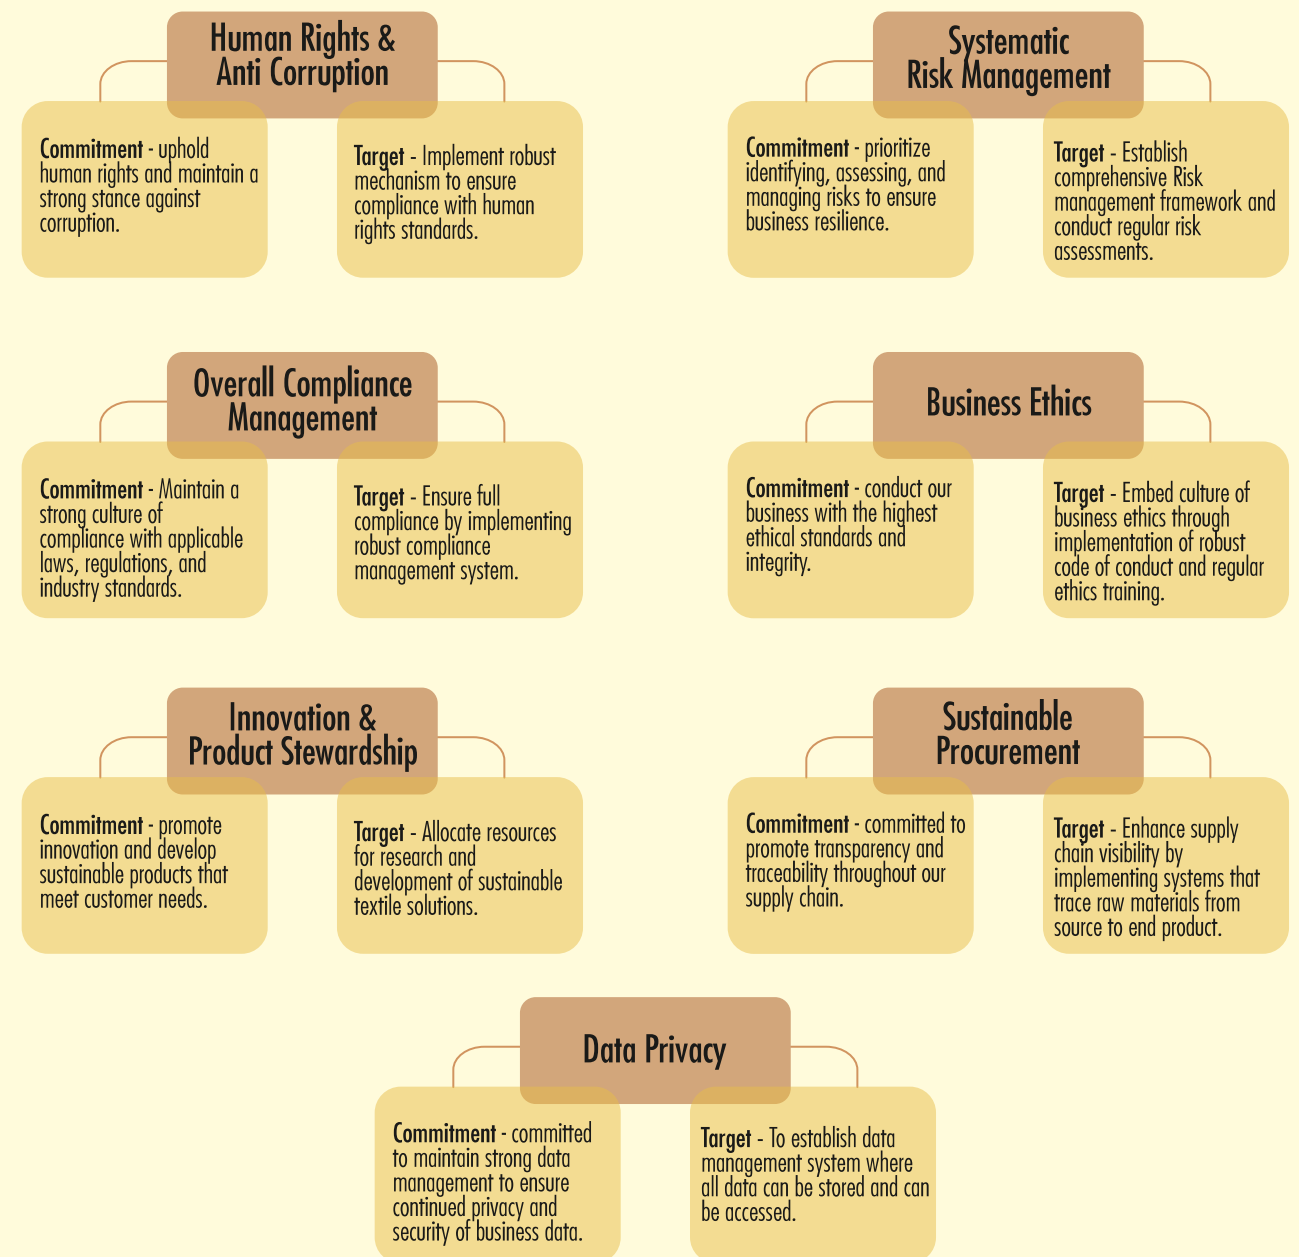 Human Rights &
Anti Corruption
Commitment - uphold
human rights and maintain a
strong stance against
corruption.
Target - Implement robust
mechanism to ensure
compliance with human
rights standards.
Systematic
Risk Management
Commitment - prioritize
identifying, assessing, and
managing risks to ensure
business resilience.
Target - Establish
comprehensive Risk
management framework and
conduct regular risk
assessments.
Overall Compliance
Management
Commitment - Maintain a
strong culture of
compliance with applicable
laws, regulations, and
industry standards.
Target - Ensure full
compliance by implementing
robust compliance
management system.
Business Ethics
Commitment - conduct our
business with the highest
ethical standards and
integrity.
Target - Embed culture of
business ethics through
implementation of robust
code of conduct and regular
ethics training.
Innovation &
Product Stewardship
Commitment - promote
innovation and develop
sustainable products that
meet customer needs.
Target - Allocate resources
for research and
development of sustainable
textile solutions.
Sustainable
Procurement
Commitment - committed to
promote transparency and
traceability throughout our
supply chain.
Target - Enhance supply
chain visibility by
implementing systems that
trace raw materials from
source to end product.
Data Privacy
Commitment - committed
to maintain strong data
management to ensure
continued privacy and
security of business data.
Target - To establish data
management system where
all data can be stored and can
be accessed.